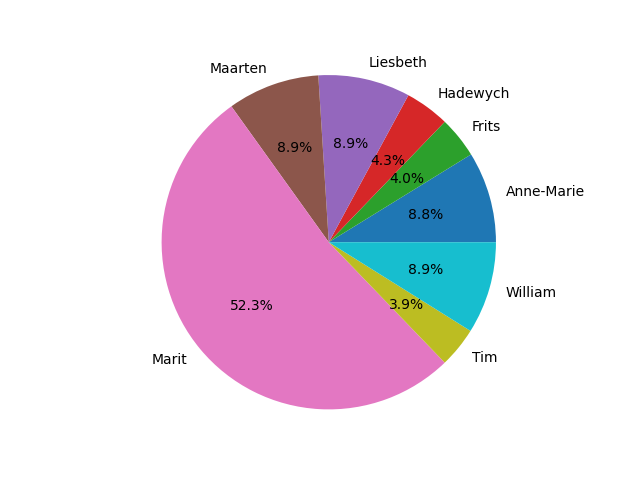 Liesbeth
Maarten
Hadewych
Frits
8.9%
8.9%
4.3%
4.0%
Anne-Marie
8.8%
8.9%
William
52.3%
3.9%
Marit
Tim